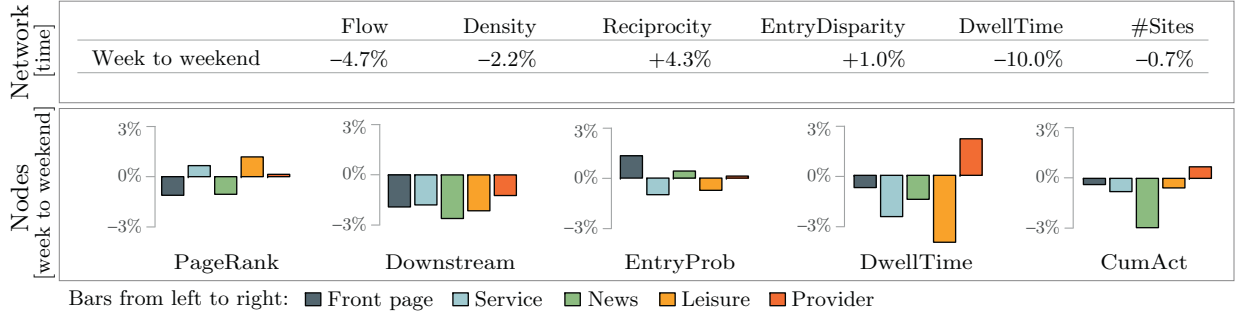 Network
[time]
Flow Density Reciprocity EntryDisparity DwellTime #Sites
Week to weekend −4.7% −2.2% +4.3% +1.0% −10.0% −0.7%
Nodes
[week to weekend]
3% 3% 3% 3% 3%
0% 0% 0% 0% 0%
−3% −3% −3% −3% −3%
PageRank Downstream EntryProb DwellTime CumAct
Bars from left to right: Front page Service News Leisure Provider